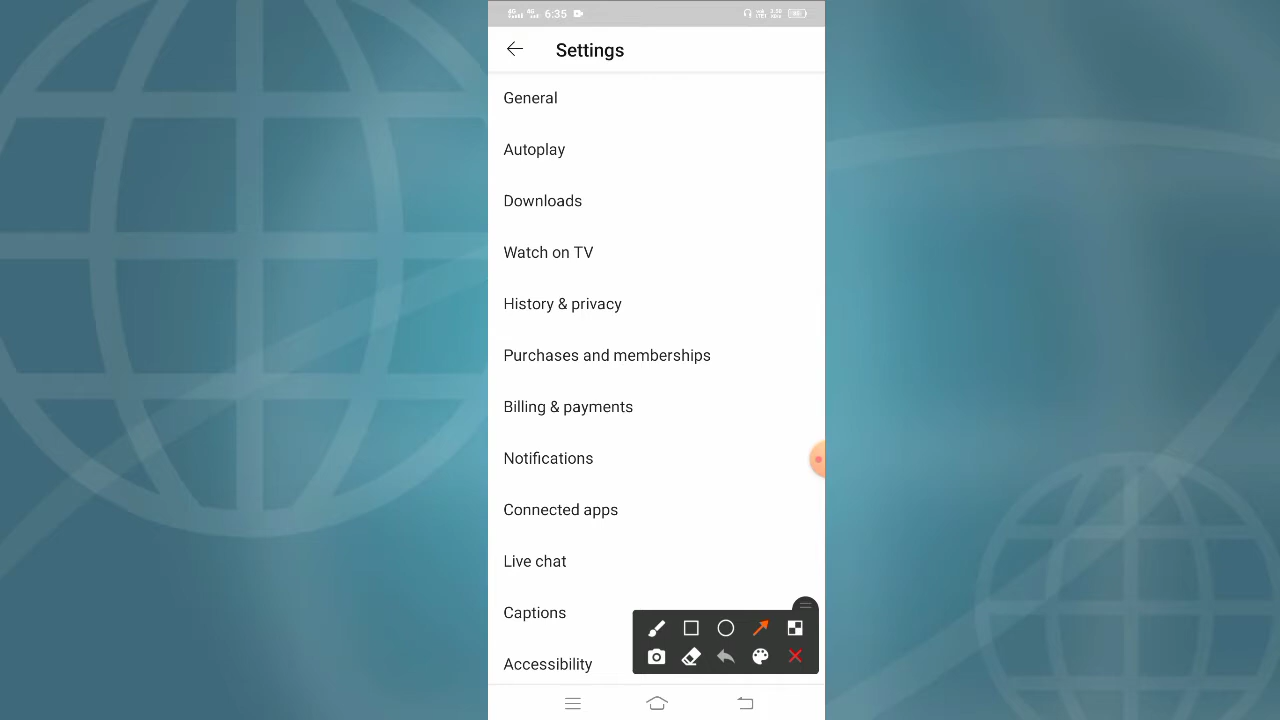 6:35
Settings
General
Autoplay
Downloads
Watch on TV
History & privacy
Purchases and memberships
Billing & payments
Notifications
Connected apps
Live chat
Captions
Accessibility